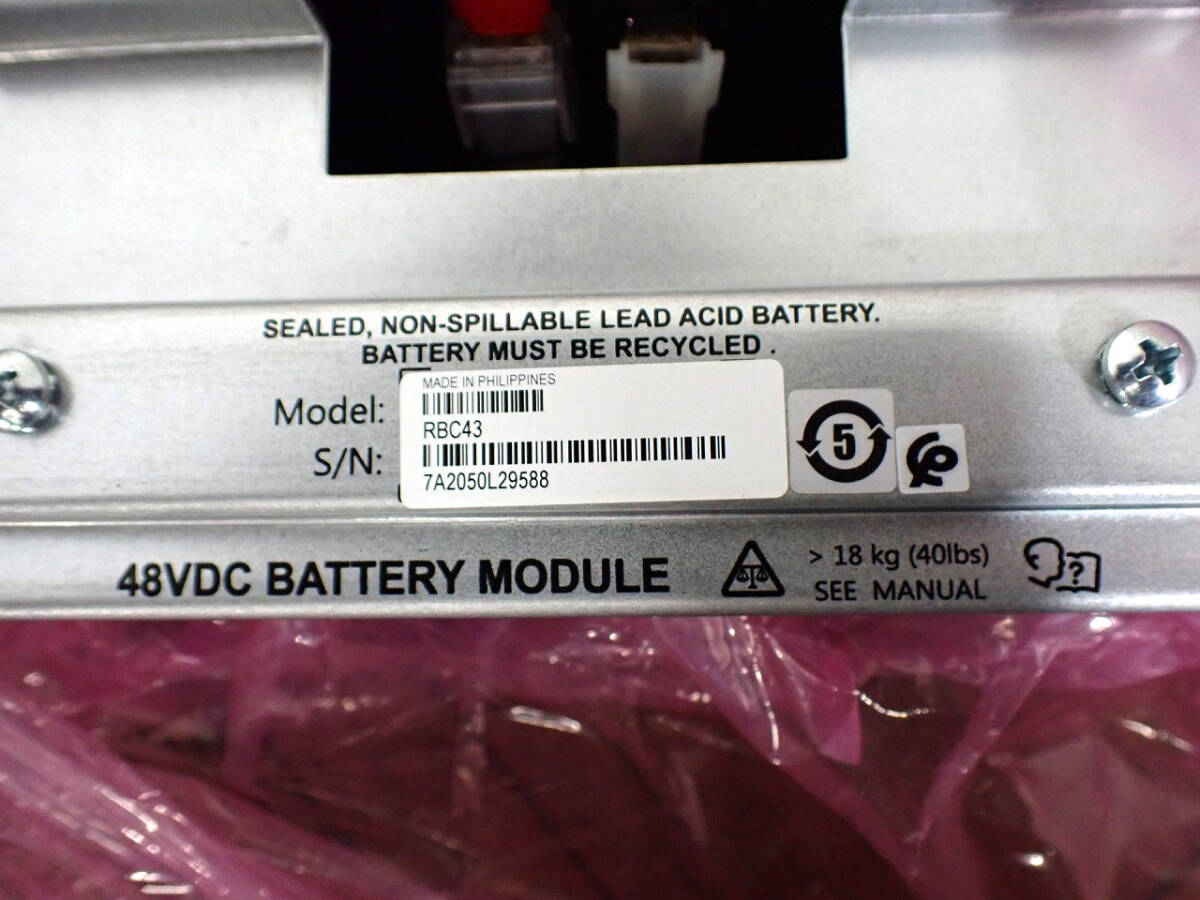 SEALED, NON-SPILLABLE LEAD ACID BATTERY.
BATTERY MUST BE RECYCLED .
MADE IN PHILIPPINES
Model:
RBC43
S/N:
7A2050L29588
5
48VDC BATTERY MODULE
> 18 kg (40lbs)
SEE MANUAL
?